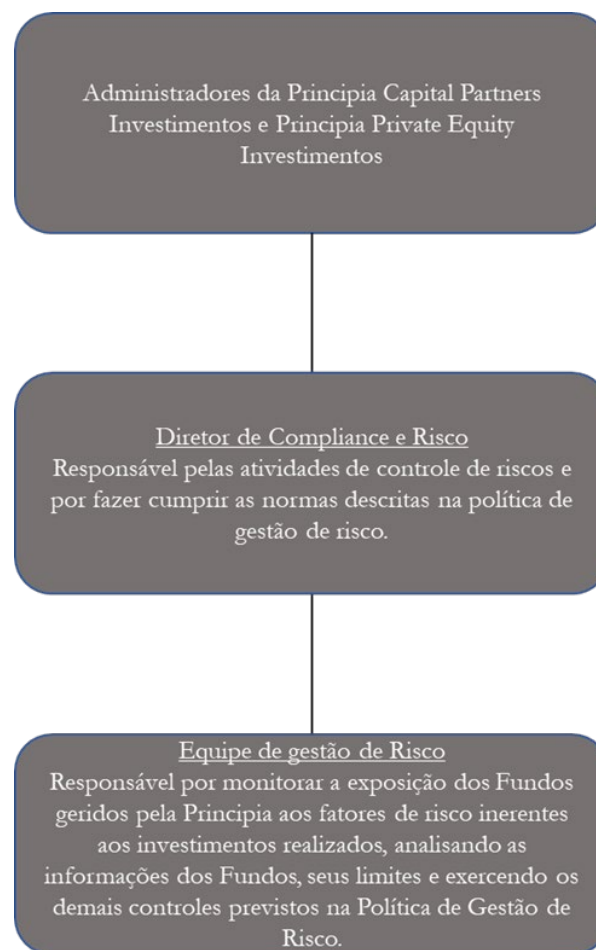 Administradores da Principia Capital Partners
Investimentos e Principia Private Equity
Investimentos
Diretor de Compliance e Risco
Responsável pelas atividades de controle de riscos e
por fazer cumprir as normas descritas na política de
gestão de risco.
Equipe de gestão de Risco
Responsável por monitorar a exposição dos Fundos
geridos pela Principia aos fatores de risco inerentes
aos investimentos realizados, analisando as
informações dos Fundos, seus limites e exercendo os
demais controles previstos na Política de Gestão de
Risco.